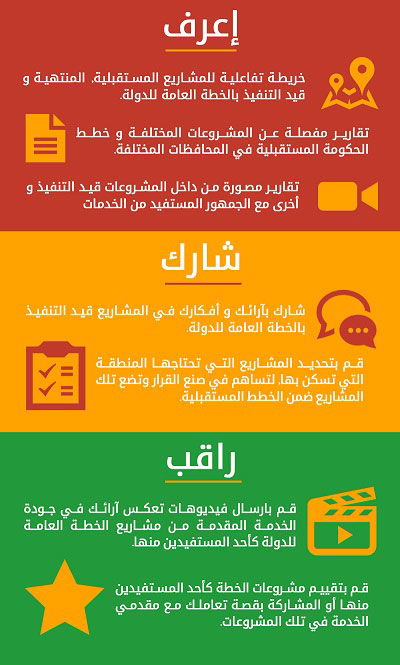 إعرف
خريطة تفاعلية للمشاريع المستقبلية, المنتهية و
قيد التنفيذ بالخطة العامة للدولة.
تقارير مفصلة عن المشروعات المختلفة و خطط
الحكومة المستقبلية في المحافظات المختلفة.
تقارير مصورة من داخل المشروعات قيد التنفيذ و
أخرى مع الجمهور المستفيد من الخدمات
شارك
شارك بآرائك و أفكارك في المشاريع قيد التنفيذ
بالخطة العامة للدولة.
قم بتحديد المشاريع التي تحتاجها المنطقة
التي تسكن بها, لتساهم في صنع القرار وتضع تلك
المشاريع ضمن الخطط المستقبلية.
راقب
قم بارسال فيديوهات تعكس آرائك في جودة
الخدمة المقدمة من مشاريع الخطة العامة
للدولة كأحد المستفيدين منها.
قم بتقييم مشروعات الخطة كأحد المستفيدين
منها أو المشاركة بقصة تعاملك مع مقدمي
الخدمة في تلك المشروعات.